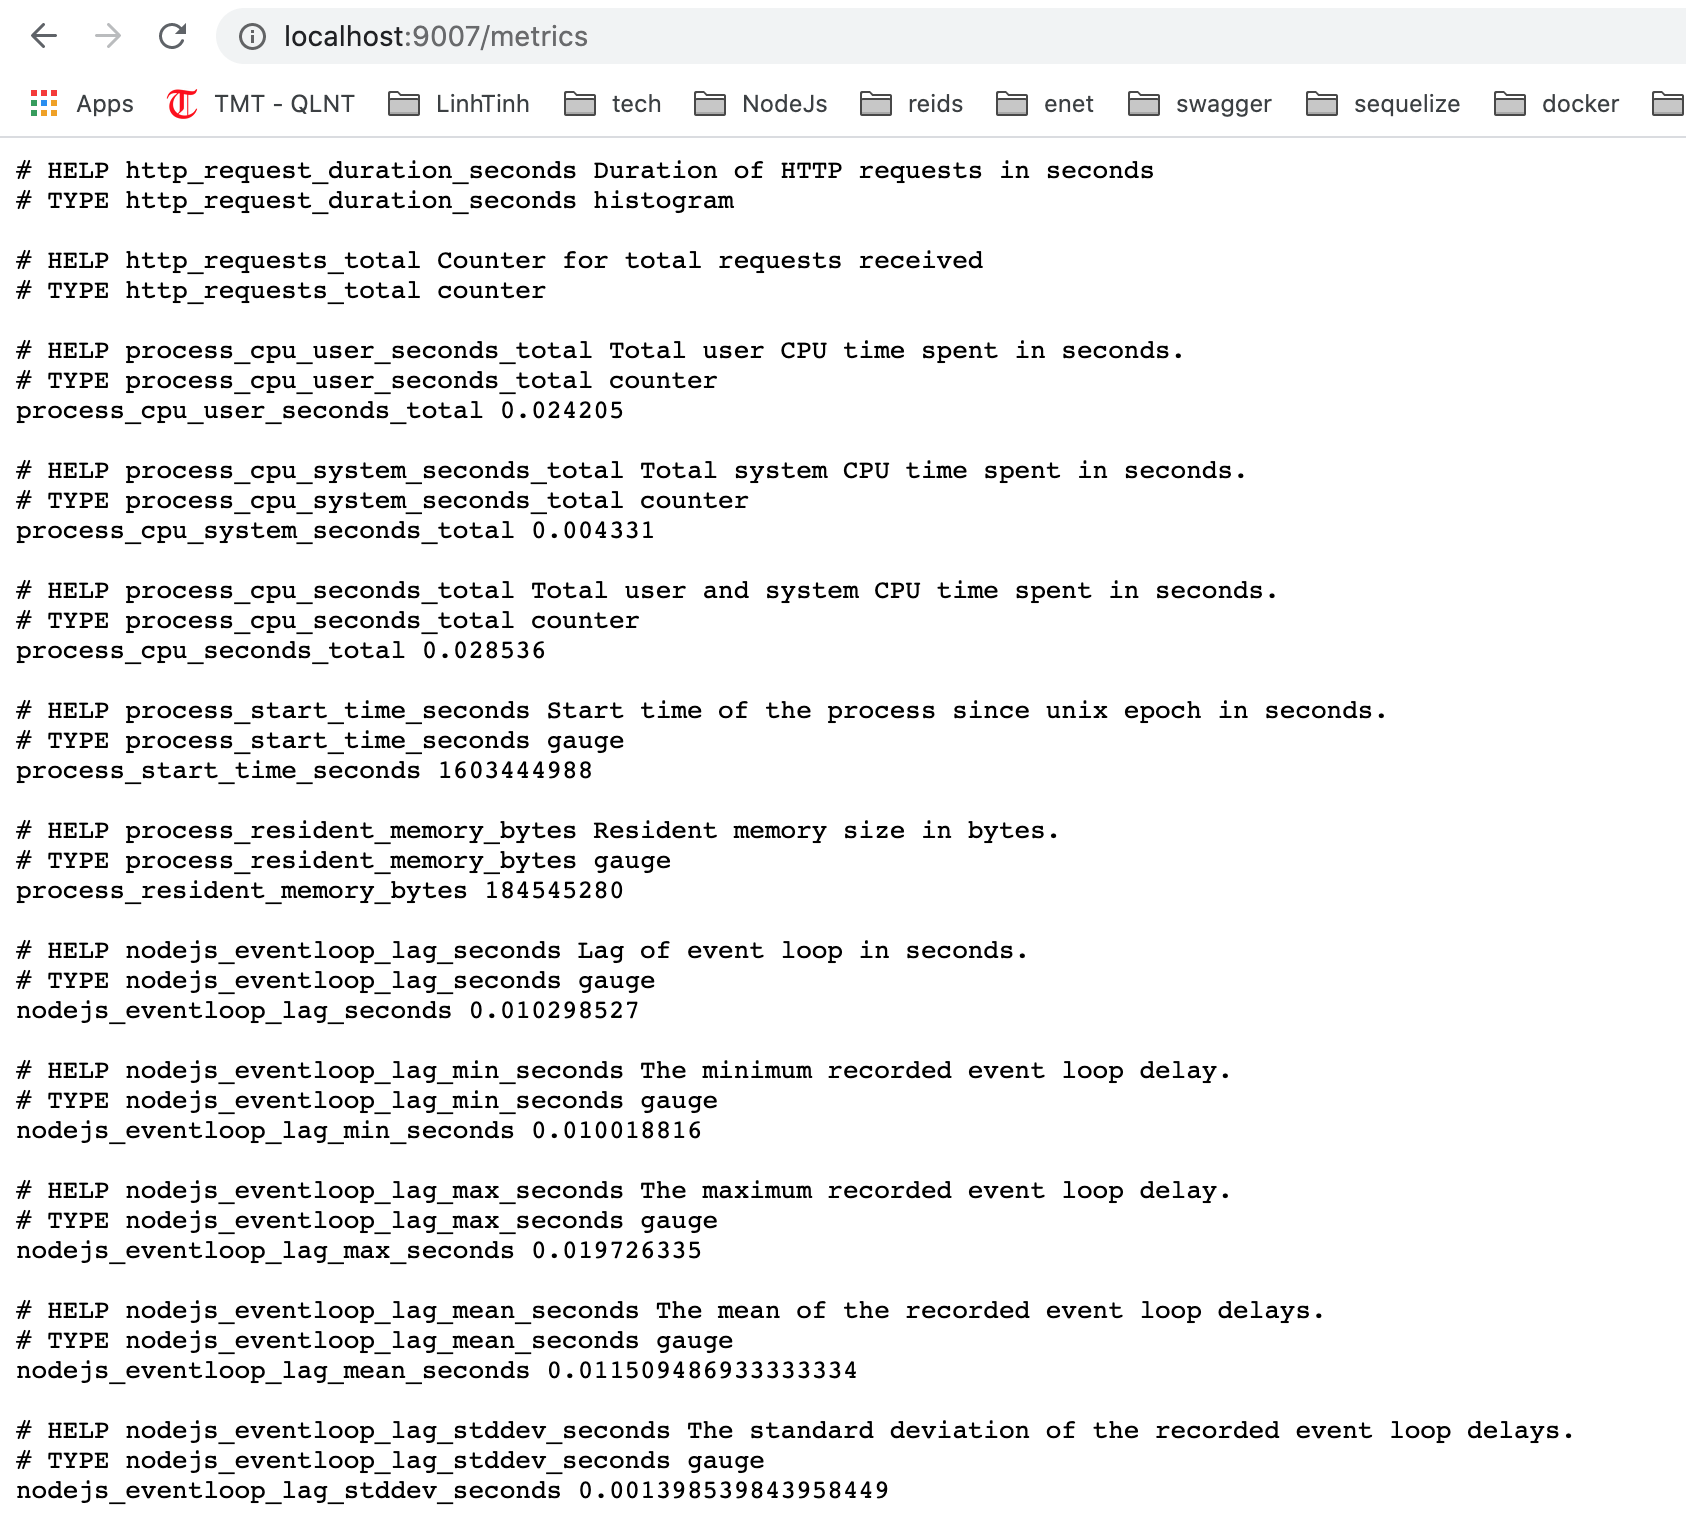 localhost:9007/metrics
Apps TMT - QLNT LinhTinh tech NodeJs reids enet swagger sequelize docker
# HELP http_request_duration_seconds Duration of HTTP requests in seconds
# TYPE http_request_duration_seconds histogram
# HELP http_requests_total Counter for total requests received
# TYPE http_requests_total counter
# HELP process_cpu_user_seconds_total Total user CPU time spent in seconds.
# TYPE process_cpu_user_seconds_total counter
process_cpu_user_seconds_total 0.024205
# HELP process_cpu_system_seconds_total Total system CPU time spent in seconds.
# TYPE process_cpu_system_seconds_total counter
process_cpu_system_seconds_total 0.004331
# HELP process_cpu_seconds_total Total user and system CPU time spent in seconds.
# TYPE process_cpu_seconds_total counter
process_cpu_seconds_total 0.028536
# HELP process_start_time_seconds Start time of the process since unix epoch in seconds.
# TYPE process_start_time_seconds gauge
process_start_time_seconds 1603444988
# HELP process_resident_memory_bytes Resident memory size in bytes.
# TYPE process_resident_memory_bytes gauge
process_resident_memory_bytes 184545280
# HELP nodejs_eventloop_lag_seconds Lag of event loop in seconds.
# TYPE nodejs_eventloop_lag_seconds gauge
nodejs_eventloop_lag_seconds 0.010298527
# HELP nodejs_eventloop_lag_min_seconds The minimum recorded event loop delay.
# TYPE nodejs_eventloop_lag_min_seconds gauge
nodejs_eventloop_lag_min_seconds 0.010018816
# HELP nodejs_eventloop_lag_max_seconds The maximum recorded event loop delay.
# TYPE nodejs_eventloop_lag_max_seconds gauge
nodejs_eventloop_lag_max_seconds 0.019726335
# HELP nodejs_eventloop_lag_mean_seconds The mean of the recorded event loop delays.
# TYPE nodejs_eventloop_lag_mean_seconds gauge
nodejs_eventloop_lag_mean_seconds 0.011509486933333334
# HELP nodejs_eventloop_lag_stddev_seconds The standard deviation of the recorded event loop delays.
# TYPE nodejs_eventloop_lag_stddev_seconds gauge
nodejs_eventloop_lag_stddev_seconds 0.001398539843958449